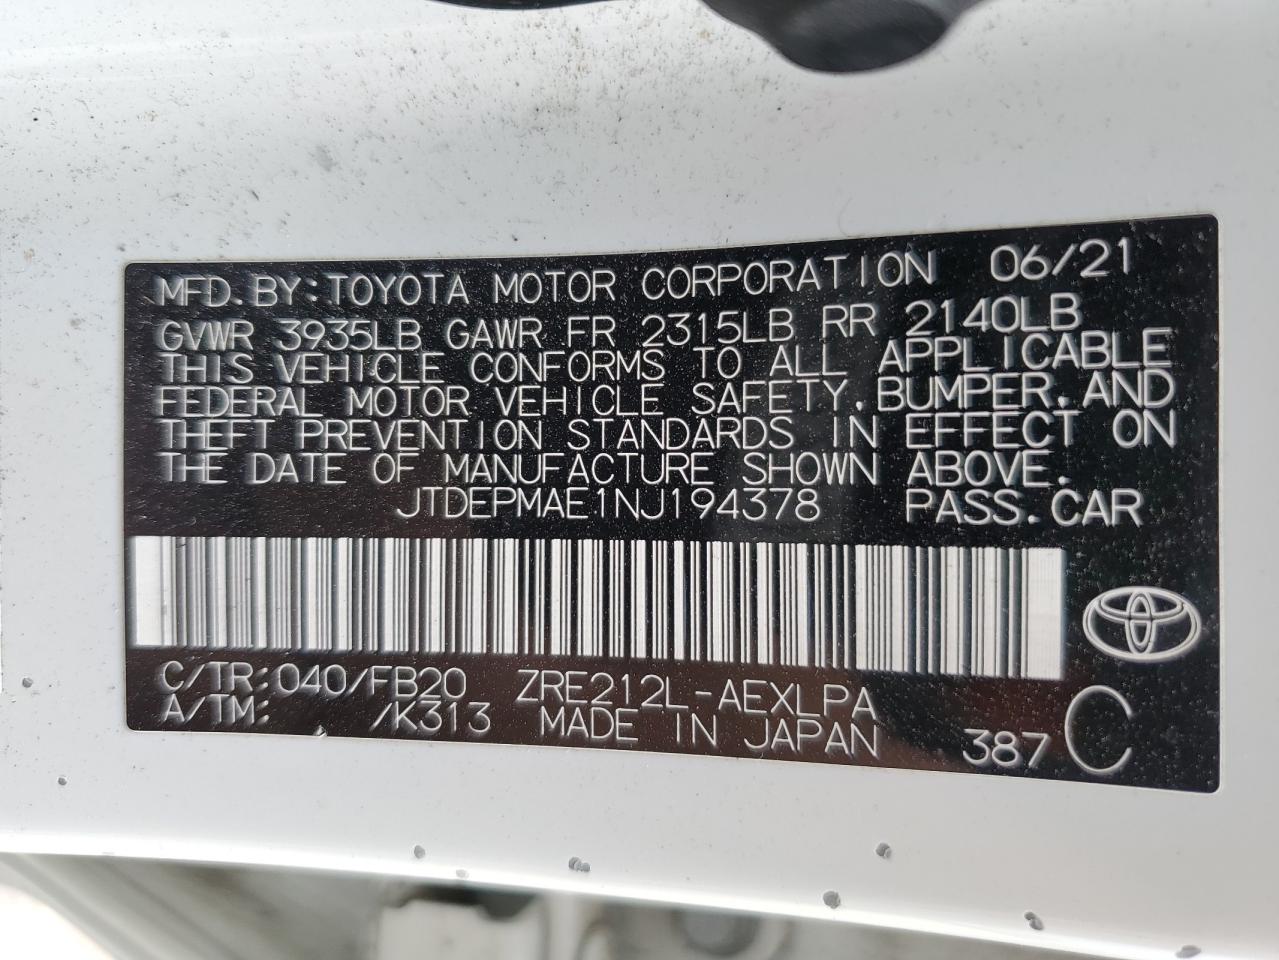 MFD.BY:TOYOTA MOTOR CORPORATION 06/21
GVWR 3935LB GAWR FR 2315LB RR 2140LB
THIS VEHICLE CONFORMS TO ALL APPLICABLE
FEDERAL MOTOR VEHICLE SAFETY,BUMPER,AND
THEFT PREVENTION STANDARDS IN EFFECT ON
THE DATE OF MANUFACTURE SHOWN ABOVE.
JTDEPMAE1NJ194378 PASS.CAR
C/TR:040/FB20 ZRE212L-AEXLPA
A/TM: /K313 MADE IN JAPAN 387 C